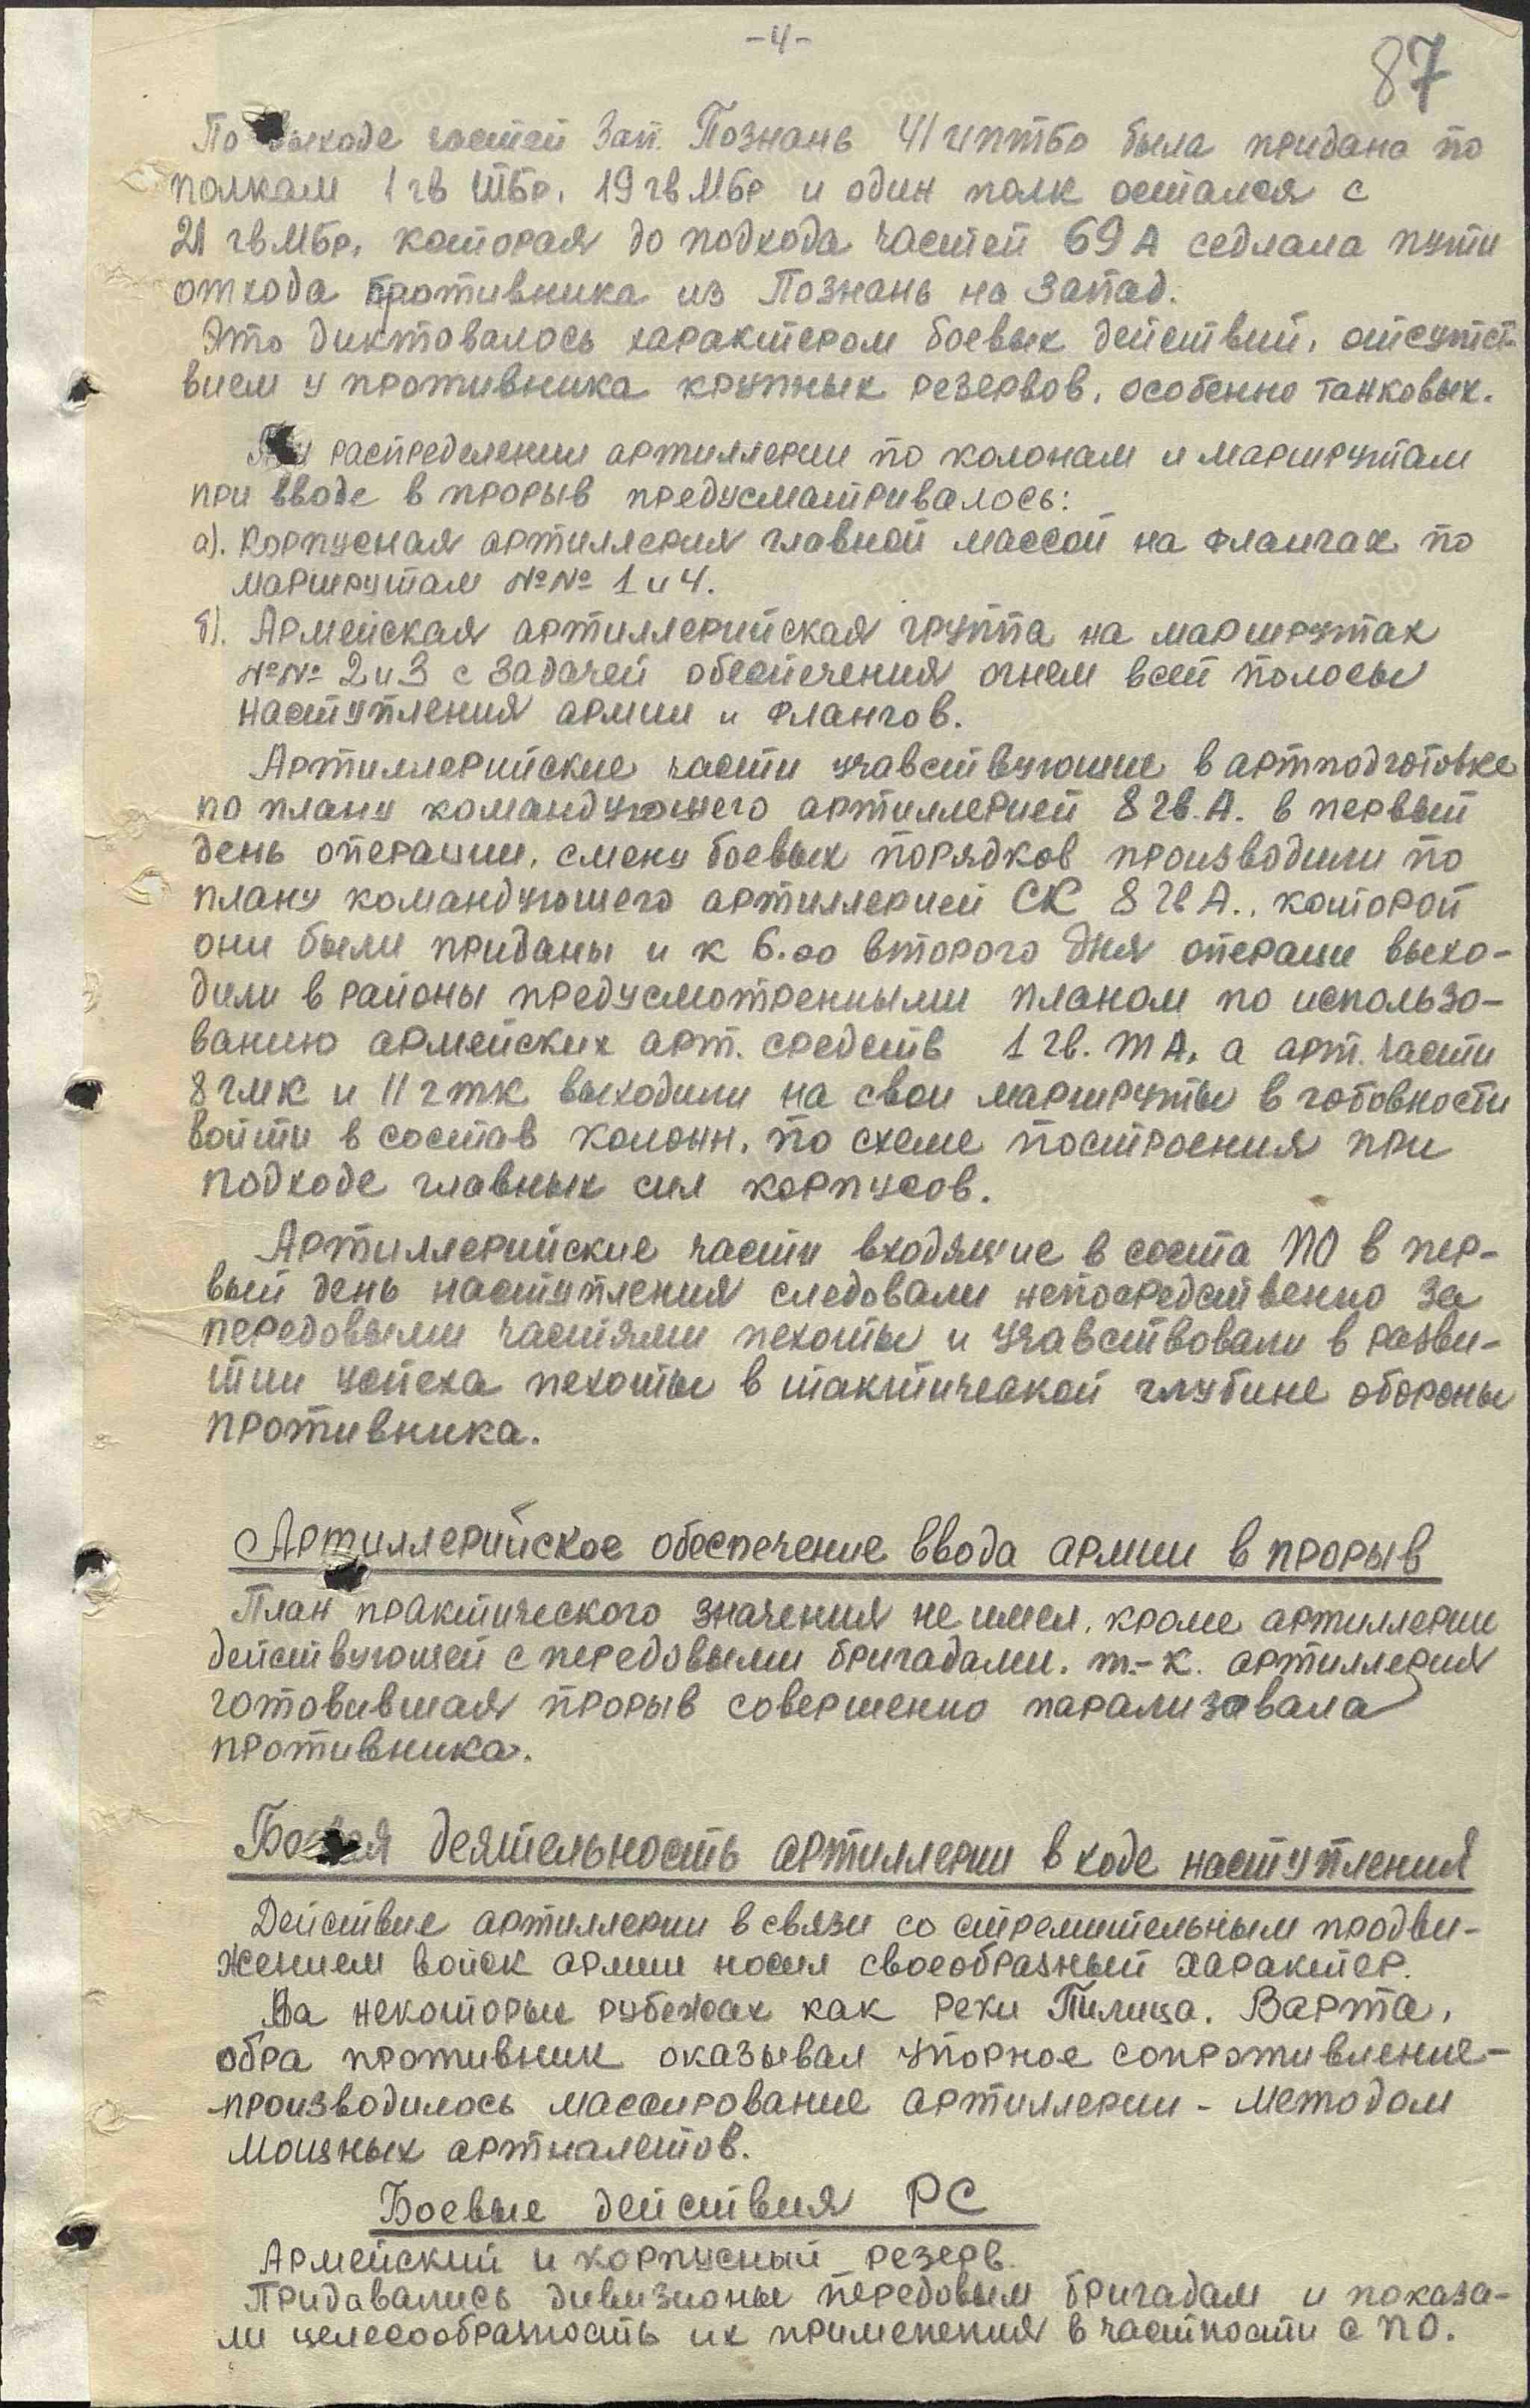 -4-
87
По выходе частей Зап. Познань 41 иптбр была придана по
полкам 1 гв тбр, 19 гв Мбр и один полк остался с
21 гв Мбр, которая до подхода частей 69 А седлала пути
отхода противника из Познань на Запад.
Это диктовалось характером боевых действий, отсутст-
вием у противника крупных резервов, особенно танковых.
При распределении артиллерии по колонам и маршрутам
при вводе в прорыв предусматривалось:
а). Корпусная артиллерия главной массой на флангах по
маршрутам №№ 1 и 4.
б). Армейская артиллерийская группа на маршрутах
№№ 2 и 3 с задачей обеспечения огнем всей полосы
наступления армии и флангов.
Артиллерийские части учавствующие в артподготовке
по плану командующего артиллерией 8 гв. А. в первый
день операции, смену боевых порядков производили по
плану командующего артиллерией СК 8 гв А., которой
они были приданы и к 6.00 второго дня операци выхо-
дили в районы предусмотренными планом по использо-
ванию армейских арт. средств 1 гв. т А, а арт. части
8 гмк и 11 гтк выходили на свои маршруты в готовности
войти в состав колонн, по схеме построения при
подходе главных сил корпусов.
Артиллерийские части входящие в соста ПО в пер-
вый день наступления следовали непосредственно за
передовыми частями пехоты и учавствовали в разви-
тии успеха пехоты в тактической глубине обороны
противника.
Артиллерийское обеспечение ввода армии в прорыв
План практического значения не имел, кроме артиллерии
действующей с передовыми бригадами, т.-к. артиллерия
готовившая прорыв совершенно парализовала
противника.
Боевая деятельность артиллерии в ходе наступления
Действие артиллерии в связи со стремительным продви-
жением войск армии носил своеобразный характер.
На некоторые рубежах как реки Пилица, Варта,
обра противник оказывал упорное сопротивление-
производилось массирование артиллерии - методом
мощных артналетов.
Боевые действия РС
Армейский и корпусный резерв.
Придавались дивизионы передовым бригадам и показа-
ли целесообразность их применения в частности с ПО.